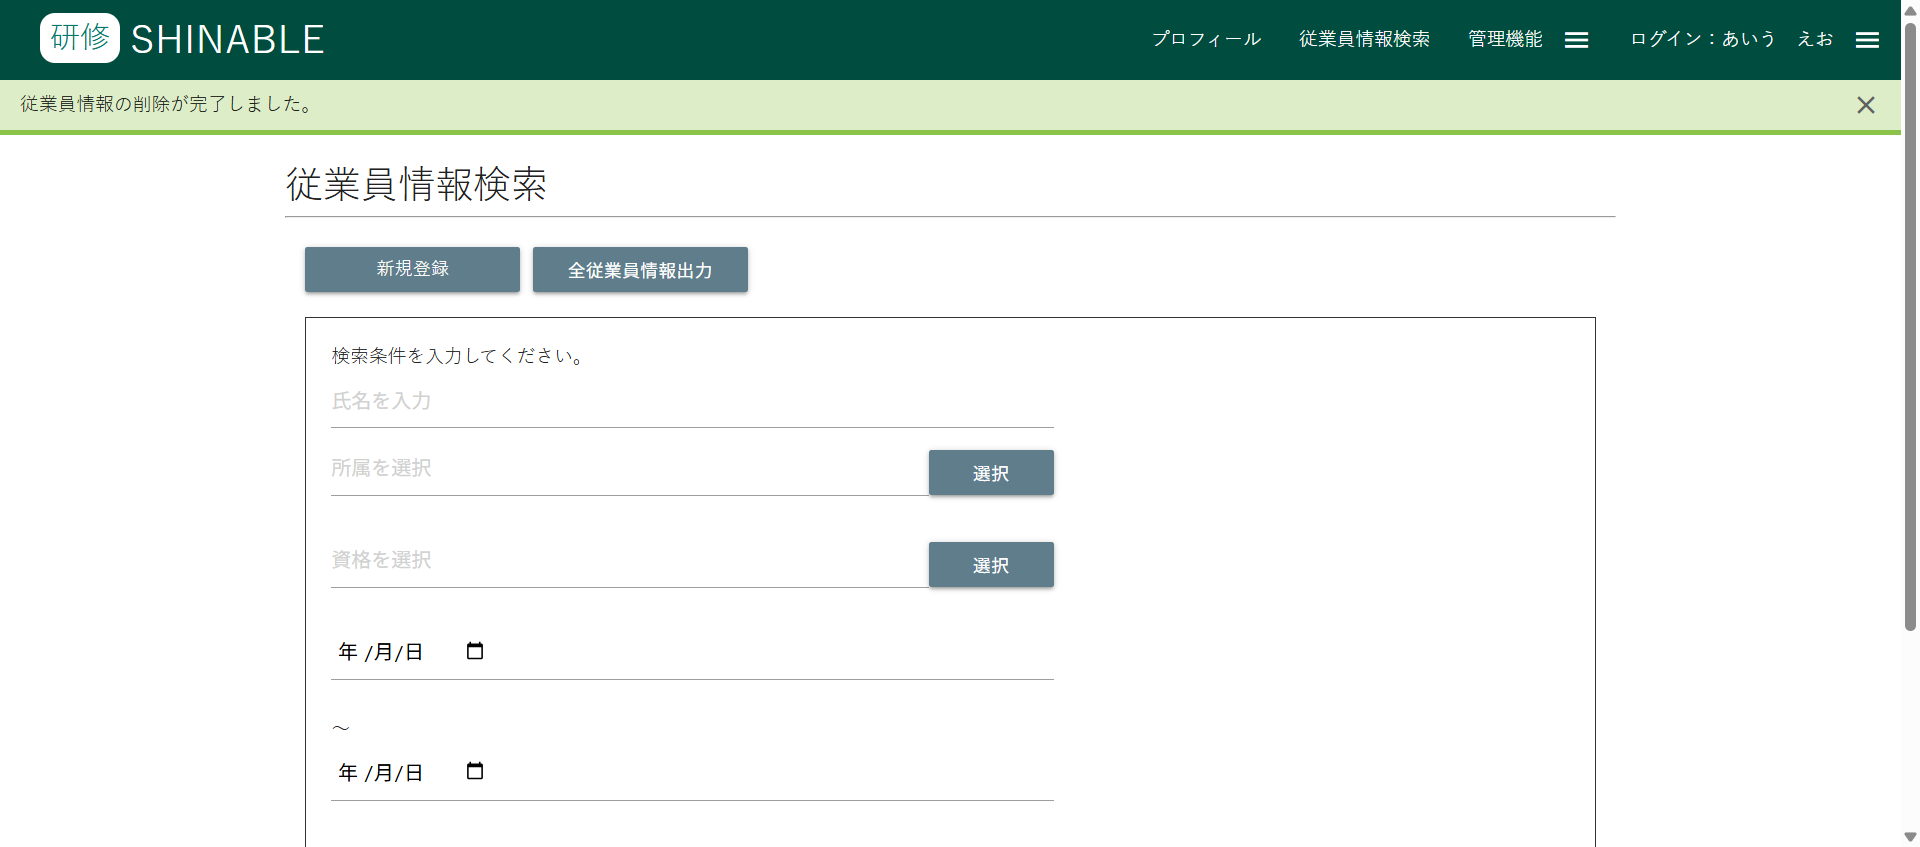 研修 SHINABLE
プロフィール 従業員情報検索 管理機能 ログイン：あいう えお
従業員情報の削除が完了しました。
従業員情報検索
新規登録 全従業員情報出力
検索条件を入力してください。
氏名を入力
所属を選択 選択
資格を選択 選択
年 /月/日
～
年 /月/日